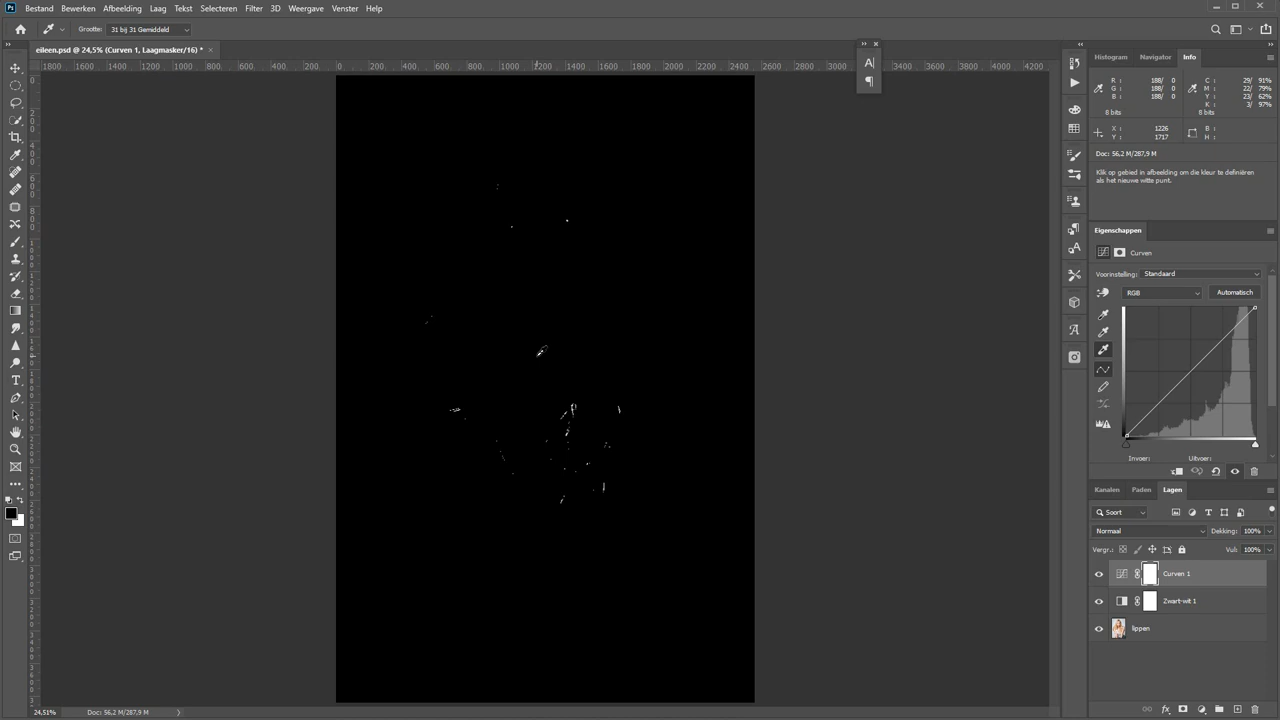 Bestand Bewerken Afbeelding Laag Tekst Selecteren Filter 3D Weergave Venster Help
Grootte: 31 bij 31 Gemiddeld
eileen.psd @ 24,5% (Curven 1, Laagmasker/16) *
1800 1600 1400 1200 1000 800 600 400 200 0 200 400 600 800 1000 1200 1400 1600 1800 2000 2200 2400 2600 2800 3000 3400 3600 3800 4000 4200
Histogram Navigator Info
R : 188/ 0 C : 29/ 91%
G : 188/ 0 M : 22/ 79%
B : 188/ 0 Y : 23/ 62%
K : 3/ 97%
8 bits 8 bits
X : 1226 B :
Y : 1717 H :
Doc: 56,2 M/287,9 M
Klik op gebied in afbeelding om die kleur te definiëren
als het nieuwe witte punt.
Eigenschappen
Curven
Voorinstelling: Standaard
RGB Automatisch
Invoer: Uitvoer:
Kanalen Paden Lagen
Soort
Normaal Dekking: 100%
Vergr.: Vul: 100%
Curven 1
Zwart-wit 1
lippen
24,51% Doc: 56,2 M/287,9 M